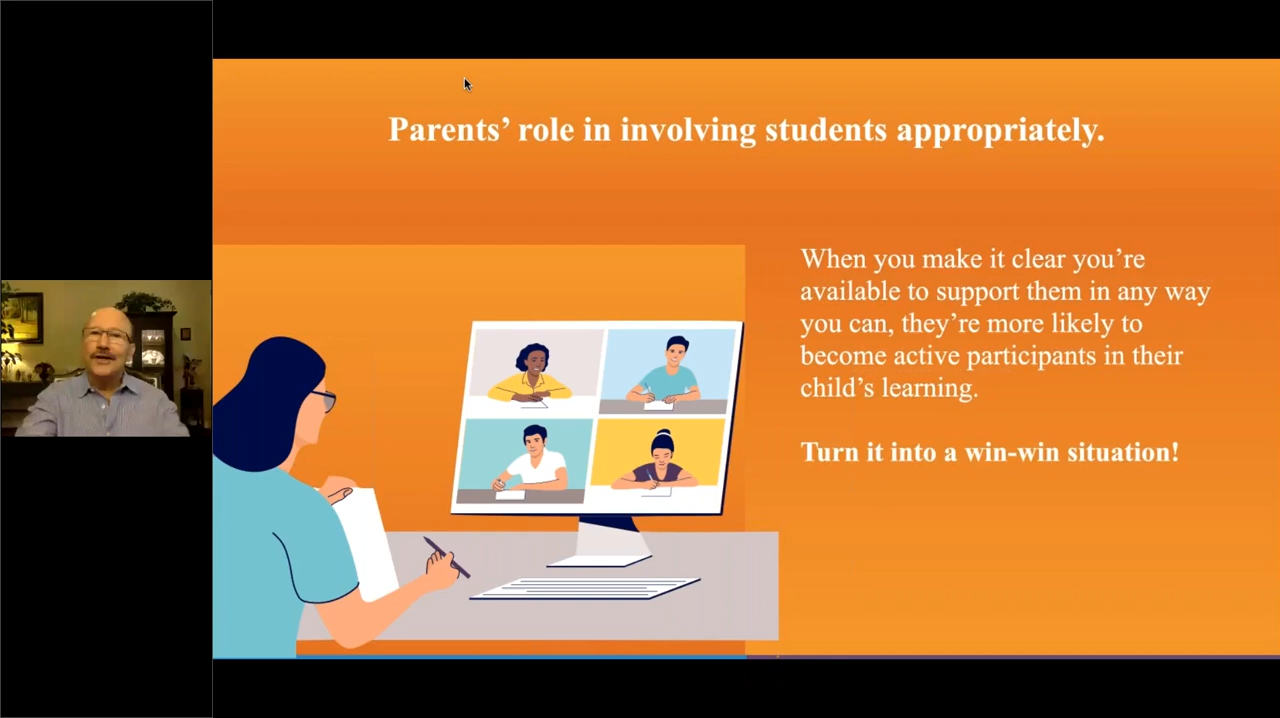 Parents’ role in involving students appropriately.
When you make it clear you’re
available to support them in any way
you can, they’re more likely to
become active participants in their
child’s learning.
Turn it into a win-win situation!